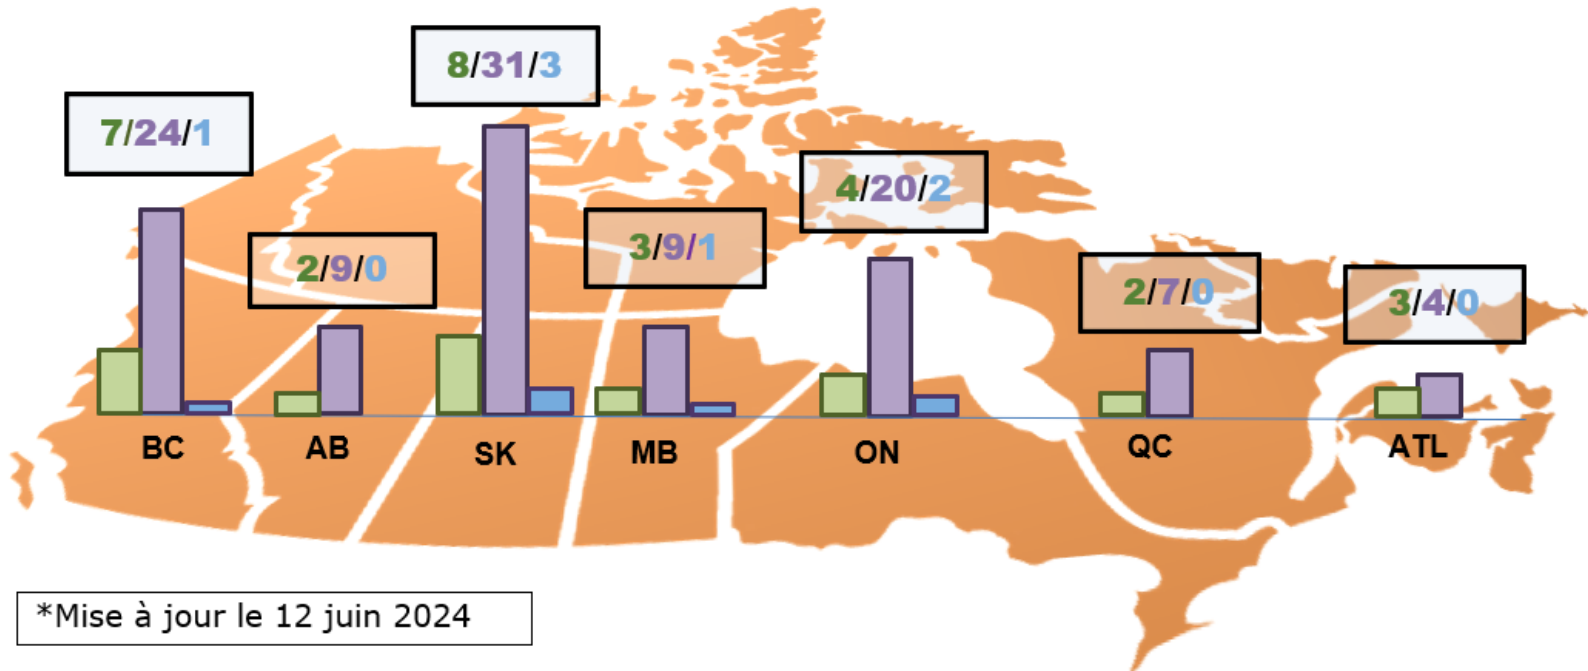 8/31/3
7/24/1
4/20/2
3/9/1
2/9/0
2/7/0
3/4/0
BC
AB
SK
MB
ON
QC
ATL
*Mise à jour le 12 juin 2024